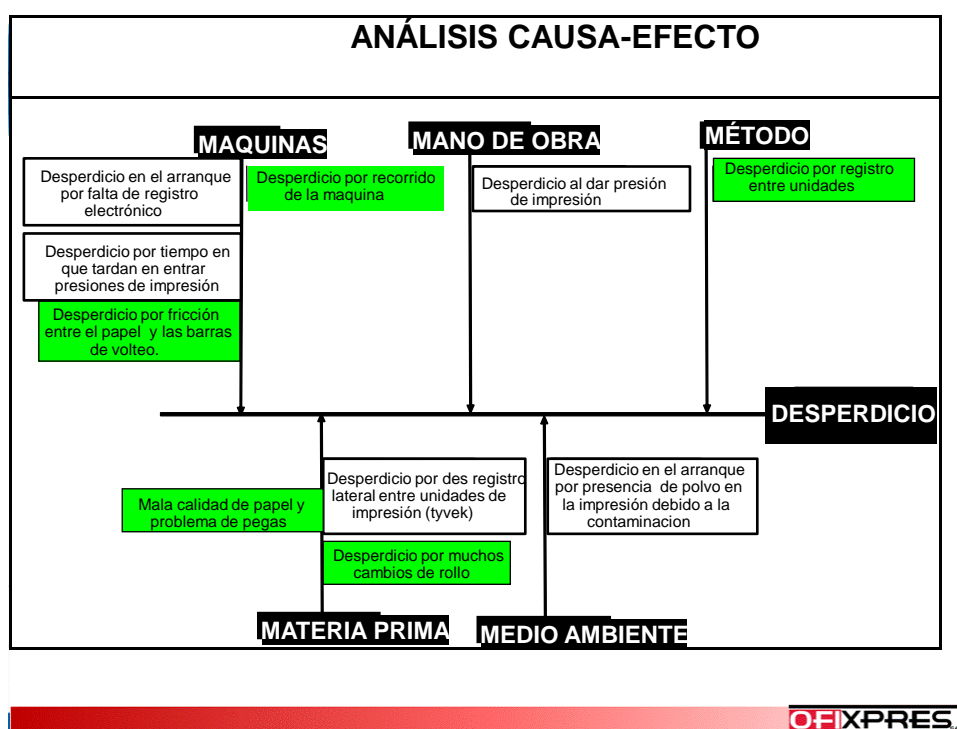 ANÁLISIS CAUSA-EFECTO
MAQUINAS
MANO DE OBRA
MÉTODO
Desperdicio en el arranque
por falta de registro
electrónico
Desperdicio por recorrido
de la maquina
Desperdicio al dar presión
de impresión
Desperdicio por registro
entre unidades
Desperdicio por tiempo en
que tardan en entrar
presiones de impresión
Desperdicio por fricción
entre el papel y las barras
de volteo.
DESPERDICIO
Mala calidad de papel y
problema de pegas
Desperdicio por des registro
lateral entre unidades de
impresión (tyvek)
Desperdicio por muchos
cambios de rollo
Desperdicio en el arranque
por presencia de polvo en
la impresión debido a la
contaminacion
MATERIA PRIMA
MEDIO AMBIENTE
OFIXPRES